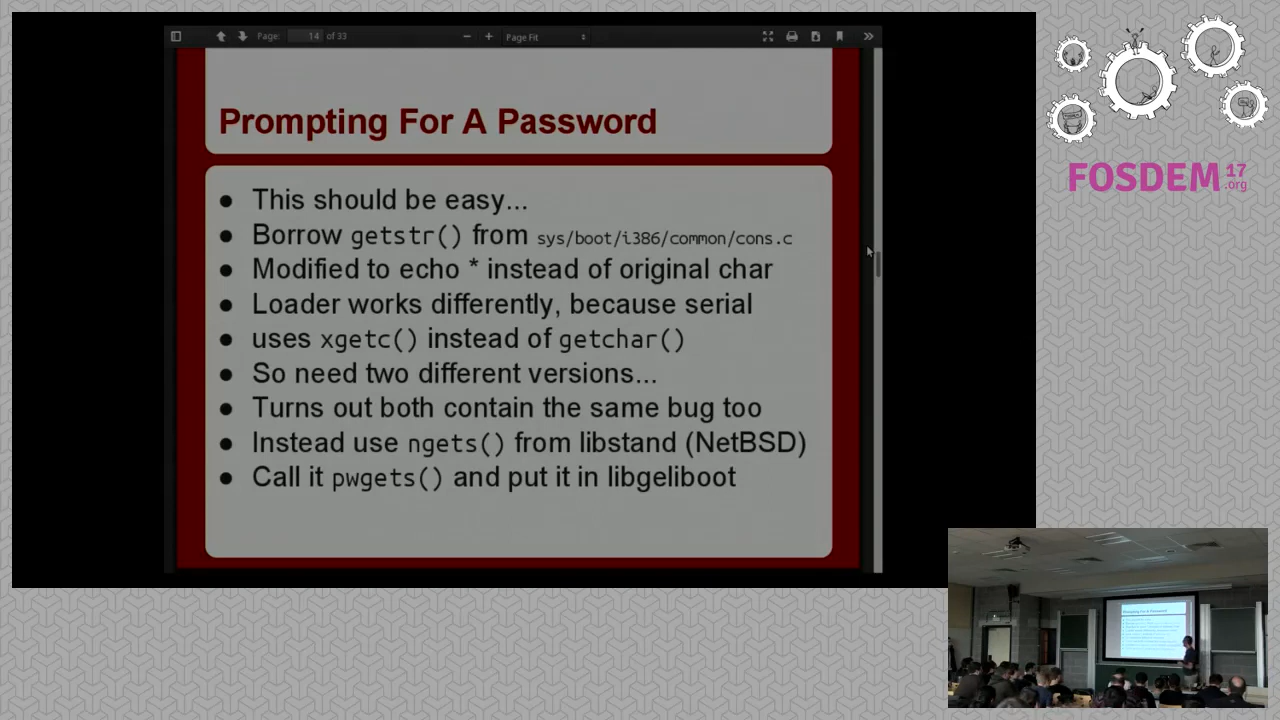 Page: 14 of 33
Page Fit
Prompting For A Password
This should be easy...
Borrow getstr() from sys/boot/i386/common/cons.c
Modified to echo * instead of original char
Loader works differently, because serial
uses xgetc() instead of getchar()
So need two different versions...
Turns out both contain the same bug too
Instead use ngets() from libstand (NetBSD)
Call it pwgets() and put it in libgeliboot
FOSDEM 17
.org
Prompting For A Password